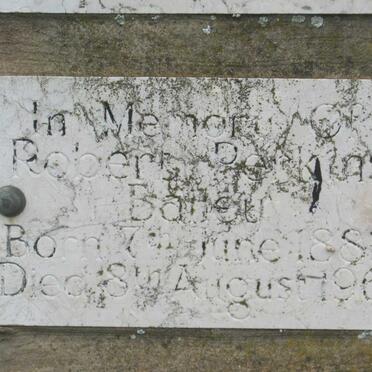 In Memory Of
Robert
Born 7th June 188
Died 8th August 196